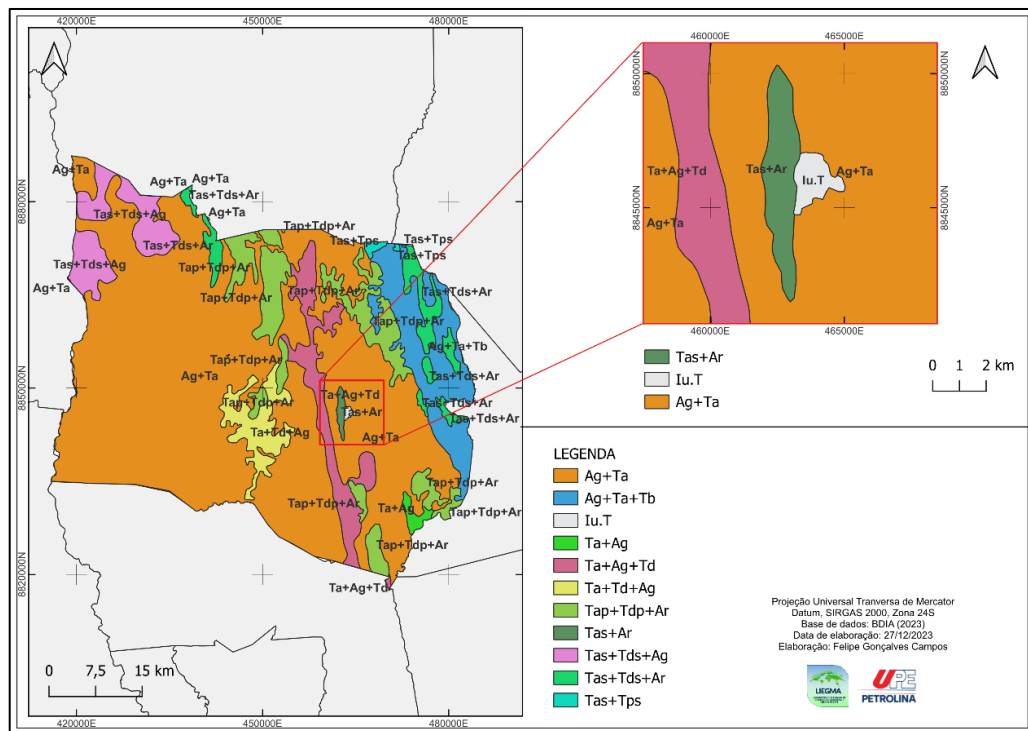 420000E
450000E
480000E
8880000N
8850000N
8820000N
Ag+Ta
Ag+Ta
Ag+Ta
Tas+Tds+Ar
Tas+Tds+Ag
Ag+Ta
Tas+Tds+Ar
Tap+Tdp+Ar
Tas+Tps
Tas+Tps
Tas+Tps
Tas+Tds+Ag
Tap+Tdp+Ar
Ag+Ta
Tap+Tdp+Ar
Tap+Tdp+Ar
Tas+Tds+Ar
Tap+Tdp+Ar
Ag+Ta+Tb
Tap+Tdp+Ar
Ag+Ta
Tas+Tds+Ar
Ta+Ag+Td
Tap+Tdp+Ar
Tas+Ar
Tas+Tds+Ar
Tas+Tds+Ar
Ta+Td+Ag
Ag+Ta
Tap+Tdp+Ar
Tap+Tdp+Ar
Ta+Ag
Tap+Tdp+Ar
Tap+Tdp+Ar
Ta+Ag+Td
0 7,5 15 km
420000E
450000E
480000E
460000E
465000E
8850000N
8850000N
8845000N
8845000N
Ta+Ag+Td
Tas+Ar
Iu.T
Ag+Ta
Ag+Ta
460000E
465000E
Tas+Ar
Iu.T
Ag+Ta
0 1 2 km
LEGENDA
Ag+Ta
Ag+Ta+Tb
Iu.T
Ta+Ag
Ta+Ag+Td
Ta+Td+Ag
Tap+Tdp+Ar
Tas+Ar
Tas+Tds+Ag
Tas+Tds+Ar
Tas+Tps
Projeção Universal Tranversa de Mercator
Datum, SIRGAS 2000, Zona 24S
Base de dados: BDIA (2023)
Data de elaboração: 27/12/2023
Elaboração: Felipe Gonçalves Campos
LIEGMA
UPE
PETROLINA